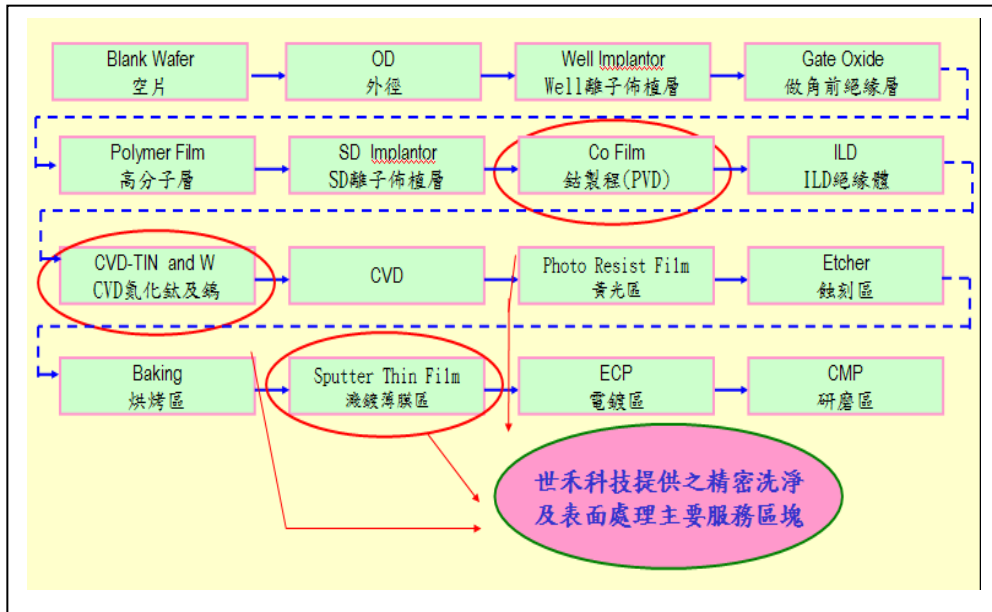 Blank Wafer
空片
OD
外徑
Well Implantor
Well離子佈植層
Gate Oxide
做角前絕緣層
Polymer Film
高分子層
SD Implantor
SD離子佈植層
Co Film
鈷製程(PVD)
ILD
ILD絕緣體
CVD-TIN and W
CVD氮化鈦及鎢
CVD
Photo Resist Film
黃光區
Etcher
蝕刻區
Baking
烘烤區
Sputter Thin Film
濺鍍薄膜區
ECP
電鍍區
CMP
研磨區
世禾科技提供之精密洗淨
及表面處理主要服務區塊